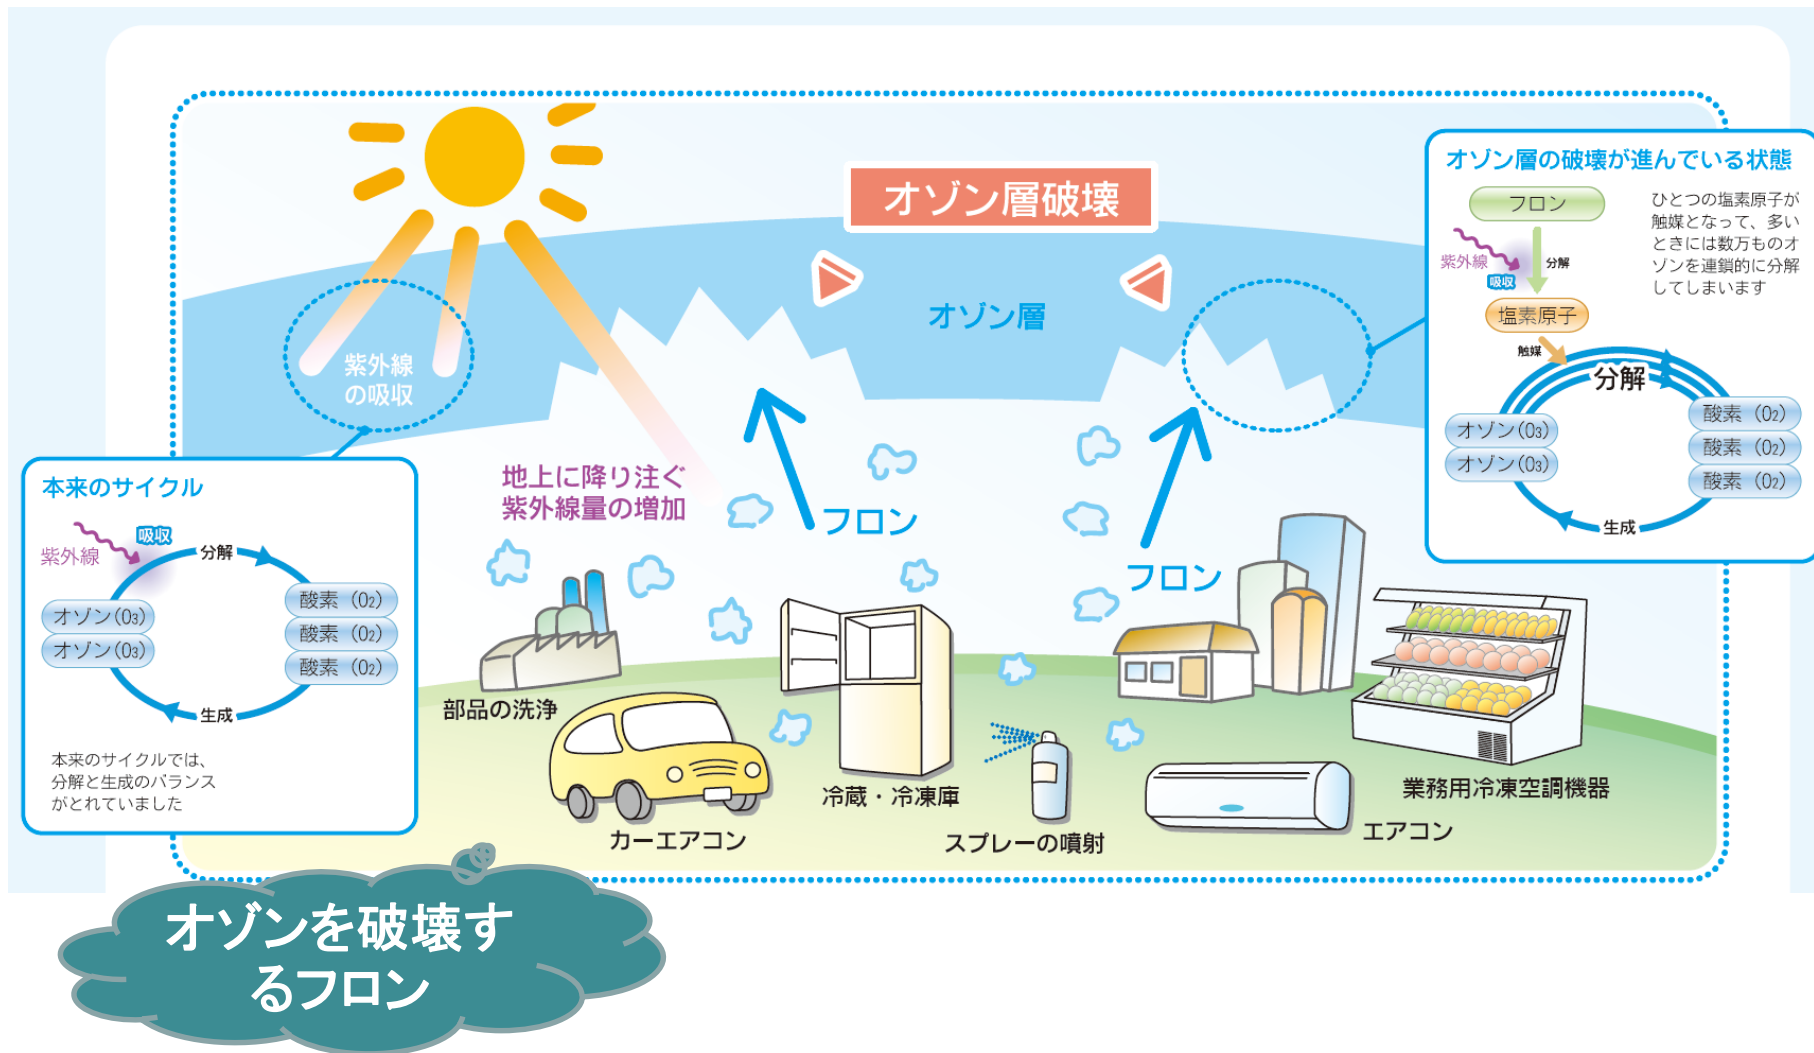 オゾン層破壊
オゾン層
紫外線
の吸収
地上に降り注ぐ
紫外線量の増加
フロン
フロン
オゾン層の破壊が進んでいる状態
フロン
紫外線
吸収
分解
塩素原子
触媒
ひとつの塩素原子が
触媒となって、多い
ときには数万ものオ
ゾンを連鎖的に分解
してしまいます
分解
オゾン(O₃)
オゾン(O₃)
酸素 (O₂)
酸素 (O₂)
酸素 (O₂)
生成
本来のサイクル
紫外線
吸収
分解
オゾン(O₃)
オゾン(O₃)
酸素 (O₂)
酸素 (O₂)
酸素 (O₂)
生成
本来のサイクルでは、
分解と生成のバランス
がとれていました
部品の洗浄
カーエアコン
冷蔵・冷凍庫
スプレーの噴射
エアコン
業務用冷凍空調機器
オゾンを破壊す
るフロン